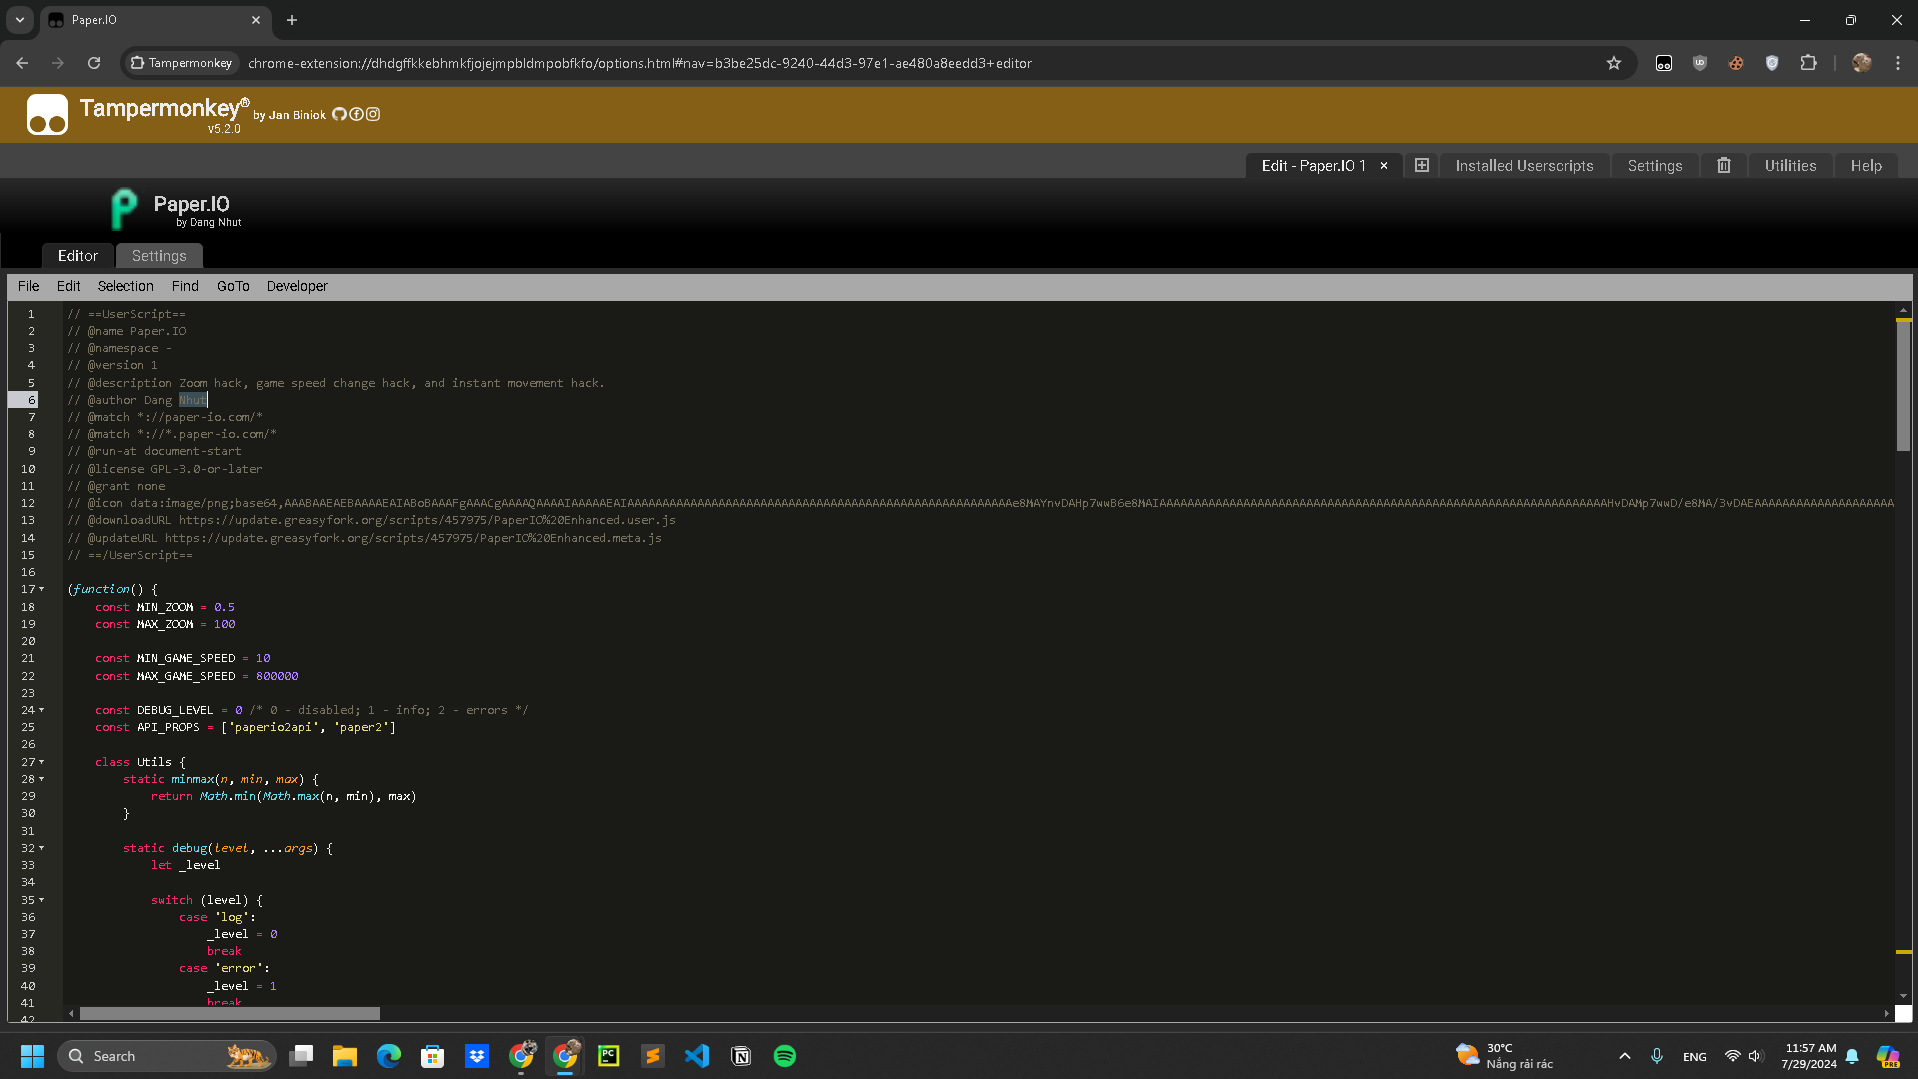 Paper.IO
Tampermonkey
chrome-extension://dhdgffkkebhmkfjojejmpbldmpobfkfo/options.html#nav=b3be25dc-9240-44d3-97e1-ae480a8eedd3+editor
Tampermonkey® by Jan Biniok
v5.2.0
Edit - Paper.IO 1
Installed Userscripts
Settings
Utilities
Help
Paper.IO
by Dang Nhut
Editor
Settings
File Edit Selection Find GoTo Developer
1 // ==UserScript==
2 // @name Paper.IO
3 // @namespace -
4 // @version 1
5 // @description Zoom hack, game speed change hack, and instant movement hack.
6 // @author Dang Nhut
7 // @match *://paper-io.com/*
8 // @match *://*.paper-io.com/*
9 // @run-at document-start
10 // @license GPL-3.0-or-later
11 // @grant none
12 // @icon
13 // @downloadURL https://update.greasyfork.org/scripts/457975/PaperIO%20Enhanced.user.js
14 // @updateURL https://update.greasyfork.org/scripts/457975/PaperIO%20Enhanced.meta.js
15 // ==/UserScript==
16
17 (function() {
18 const MIN_ZOOM = 0.5
19 const MAX_ZOOM = 100
20
21 const MIN_GAME_SPEED = 10
22 const MAX_GAME_SPEED = 800000
23
24 const DEBUG_LEVEL = 0 /* 0 - disabled; 1 - info; 2 - errors */
25 const API_PROPS = ['paperio2api', 'paper2']
26
27 class Utils {
28 static minmax(n, min, max) {
29 return Math.min(Math.max(n, min), max)
30 }
31
32 static debug(level, ...args) {
33 let _level
34
35 switch (level) {
36 case 'log':
37 _level = 0
38 break
39 case 'error':
40 _level = 1
41 break
42
Search
PC
30°C
Nắng rải rác
ENG
11:57 AM
7/29/2024
PRE